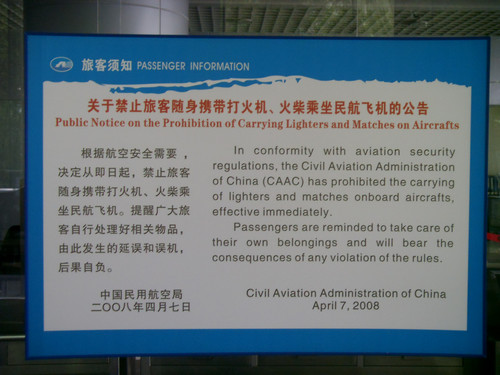 旅客须知 PASSENGER INFORMATION
关于禁止旅客随身携带打火机、火柴乘坐民航飞机的公告
Public Notice on the Prohibition of Carrying Lighters and Matches on Aircrafts
根据航空安全需要，
决定从即日起，禁止旅客
随身携带打火机、火柴乘
坐民航飞机。提醒广大旅
客自行处理好相关物品，
由此发生的延误和误机，
后果自负。
中国民用航空局
二〇〇八年四月七日
In conformity with aviation security
regulations, the Civil Aviation Administration
of China (CAAC) has prohibited the carrying
of lighters and matches onboard aircrafts,
effective immediately.
Passengers are reminded to take care of
their own belongings and will bear the
consequences of any violation of the rules.
Civil Aviation Administration of China
April 7, 2008